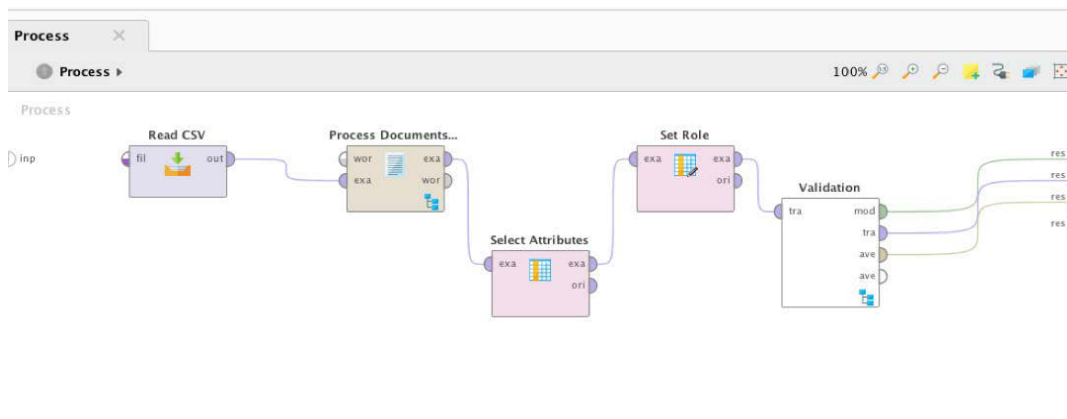 Process
Process
100%
Process
inp
Read CSV
fil out
Process Documents...
wor exa
exa wor
Select Attributes
exa exa
ori
Set Role
exa exa
ori
Validation
tra mod
tra
ave
ave
res
res
res
res